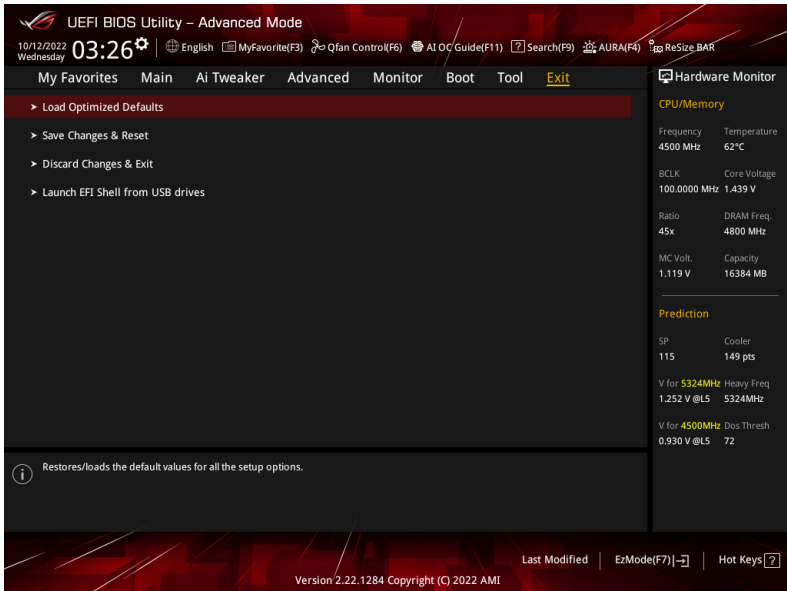 UEFI BIOS Utility – Advanced Mode
10/12/2022
Wednesday
03:26
English
MyFavorite(F3)
Qfan Control(F6)
AI OC Guide(F11)
? Search(F9)
AURA(F4)
ReSize BAR
My Favorites Main Ai Tweaker Advanced Monitor Boot Tool Exit
➤ Load Optimized Defaults
➤ Save Changes & Reset
➤ Discard Changes & Exit
➤ Launch EFI Shell from USB drives
Hardware Monitor
CPU/Memory
Frequency Temperature
4500 MHz 62°C
BCLK Core Voltage
100.0000 MHz 1.439 V
Ratio DRAM Freq.
45x 4800 MHz
MC Volt. Capacity
1.119 V 16384 MB
Prediction
SP Cooler
115 149 pts
V for 5324MHz Heavy Freq
1.252 V @L5 5324MHz
V for 4500MHz Dos Thresh
0.930 V @L5 72
i
Restores/loads the default values for all the setup options.
Last Modified
EzMode(F7)
Hot Keys ?
Version 2.22.1284 Copyright (C) 2022 AMI